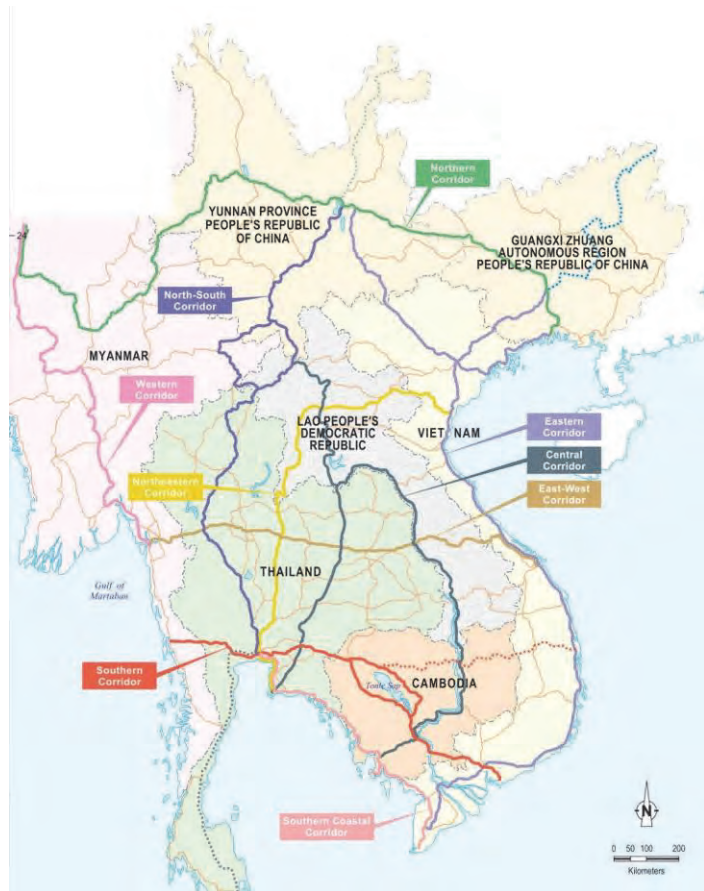 Northern
Corridor
YUNNAN PROVINCE
PEOPLE'S REPUBLIC
OF CHINA
24°
GUANGXI ZHUANG
AUTONOMOUS REGION
PEOPLE'S REPUBLIC OF CHINA
North-South
Corridor
MYANMAR
Western
Corridor
LAO PEOPLE'S
DEMOCRATIC
REPUBLIC
VIET NAM
Eastern
Corridor
Central
Corridor
Northeastern
Corridor
East-West
Corridor
Gulf of
Martaban
THAILAND
Southern
Corridor
Tonle Sap
CAMBODIA
Southern Coastal
Corridor
N
0 50 100 200
Kilometers